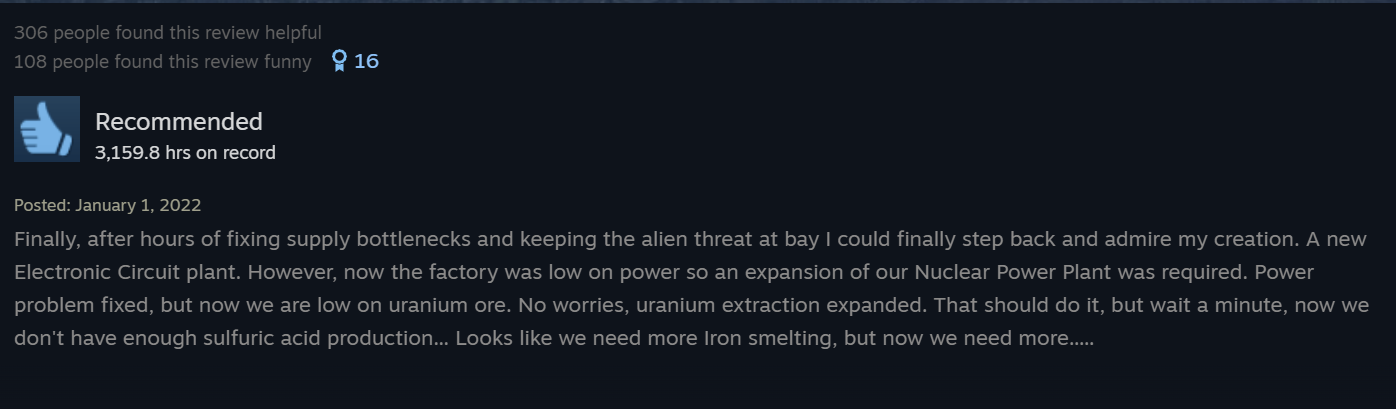 306 people found this review helpful
108 people found this review funny 16
Recommended
3,159.8 hrs on record
Posted: January 1, 2022
Finally, after hours of fixing supply bottlenecks and keeping the alien threat at bay I could finally step back and admire my creation. A new
Electronic Circuit plant. However, now the factory was low on power so an expansion of our Nuclear Power Plant was required. Power
problem fixed, but now we are low on uranium ore. No worries, uranium extraction expanded. That should do it, but wait a minute, now we
don't have enough sulfuric acid production... Looks like we need more Iron smelting, but now we need more.....